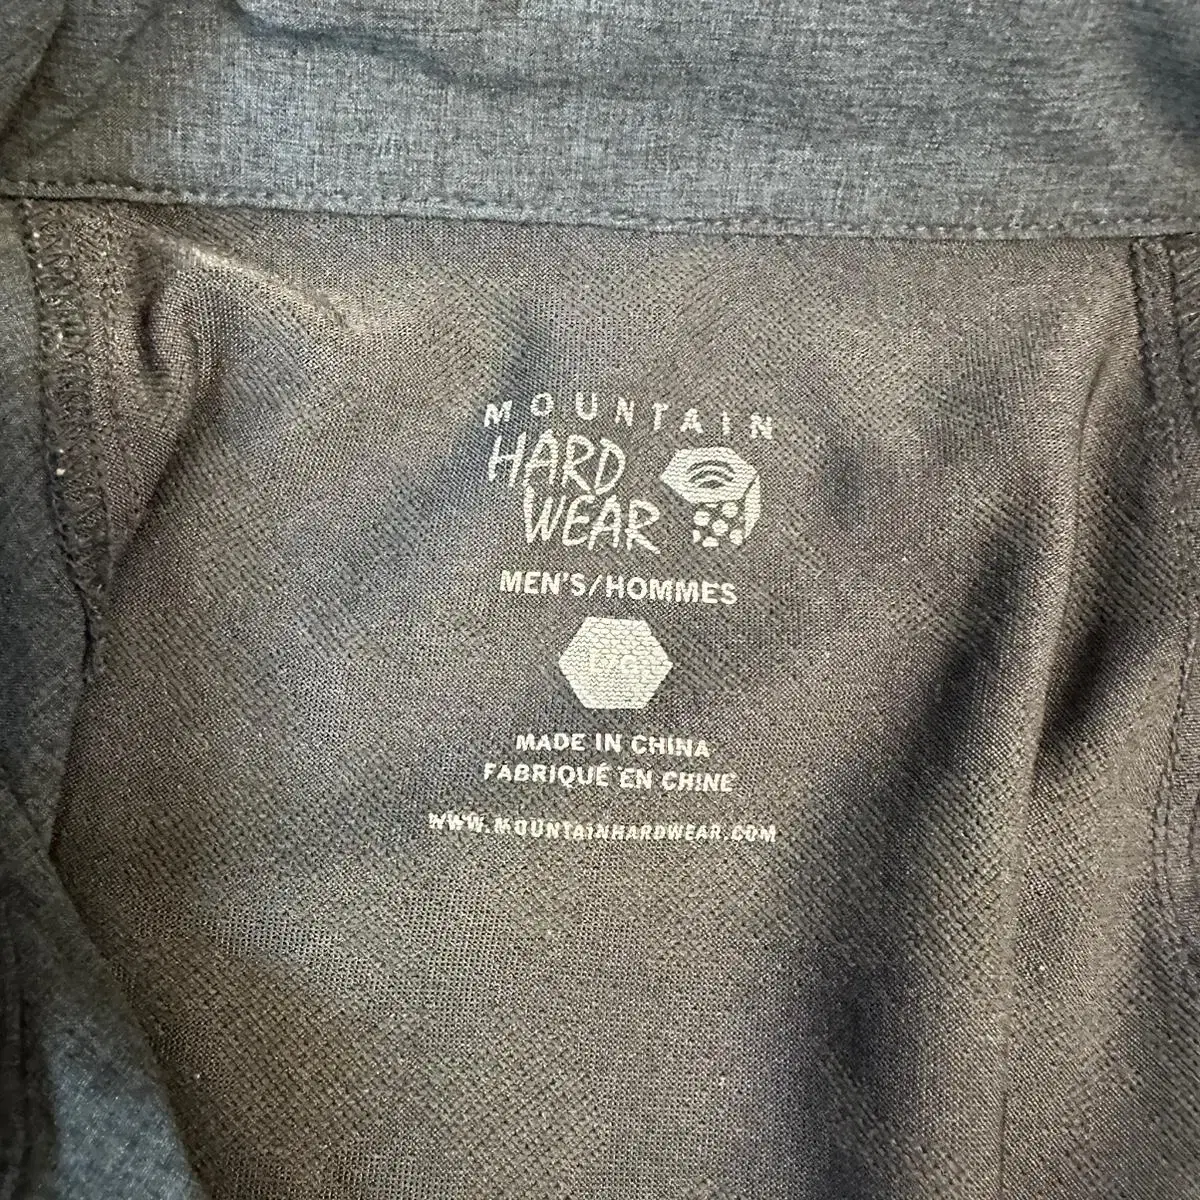 MOUNTAIN
HARD
WEAR
MEN'S/HOMMES
MADE IN CHINA
FABRIQUÉ EN CHINE
WWW.MOUNTAINHARDWEAR.COM